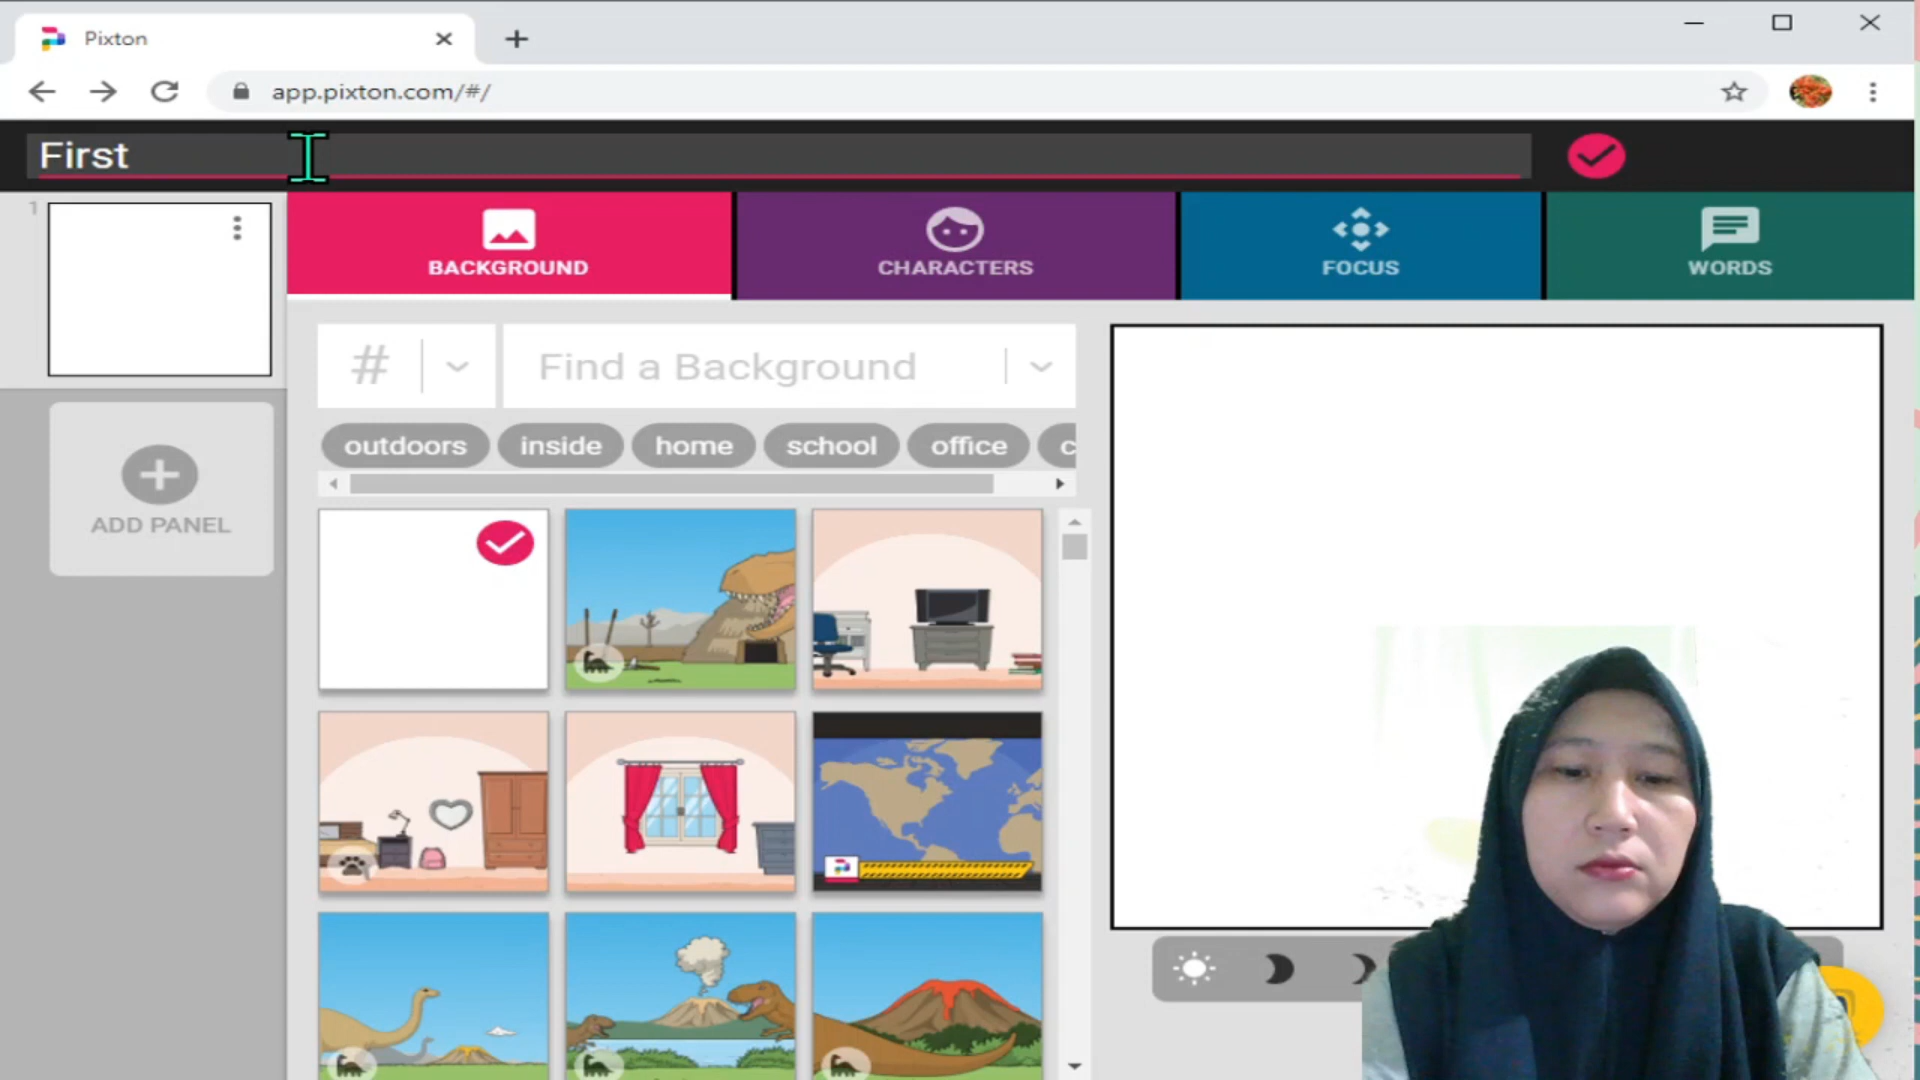 Pixton
app.pixton.com/#/
First
1
BACKGROUND
CHARACTERS
FOCUS
WORDS
#
Find a Background
outdoors
inside
home
school
office
c
ADD PANEL